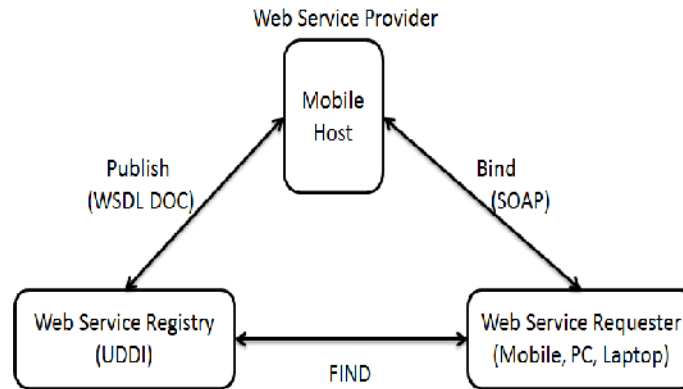 Web Service Provider
Mobile
Host
Publish
(WSDL DOC)
Bind
(SOAP)
Web Service Registry
(UDDI)
FIND
Web Service Requester
(Mobile, PC, Laptop)